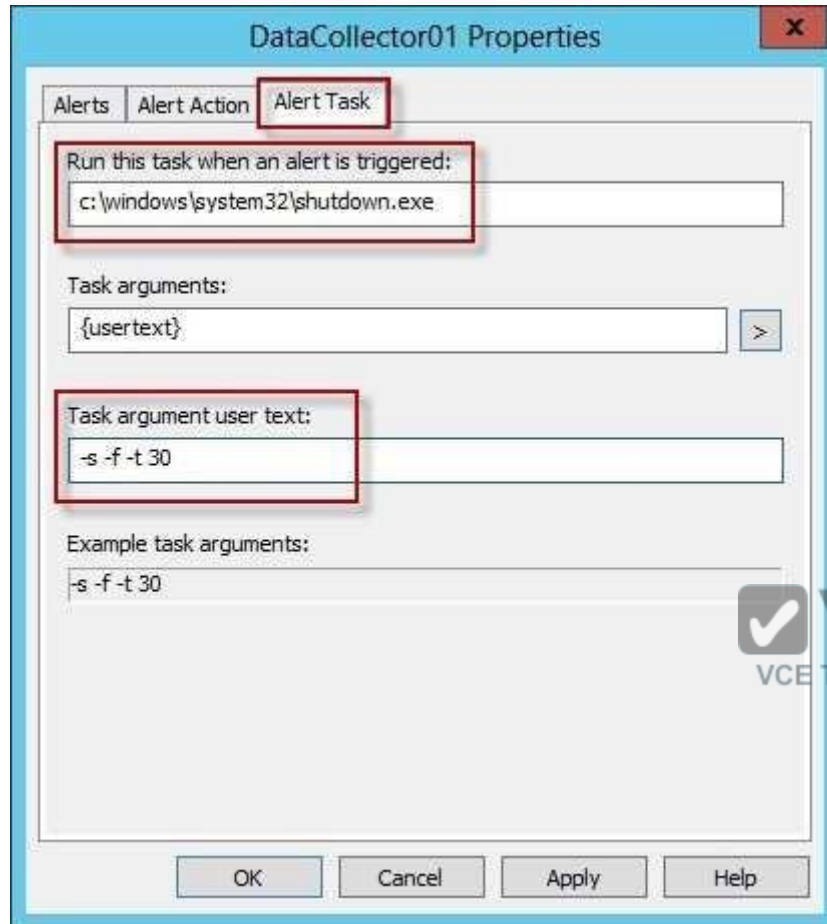 DataCollector01 Properties
x
Alerts Alert Action Alert Task
Run this task when an alert is triggered:
c:\windows\system32\shutdown.exe
Task arguments:
{usertext}
>
Task argument user text:
-s -f -t 30
Example task arguments:
-s -f -t 30
VCE
OK Cancel Apply Help